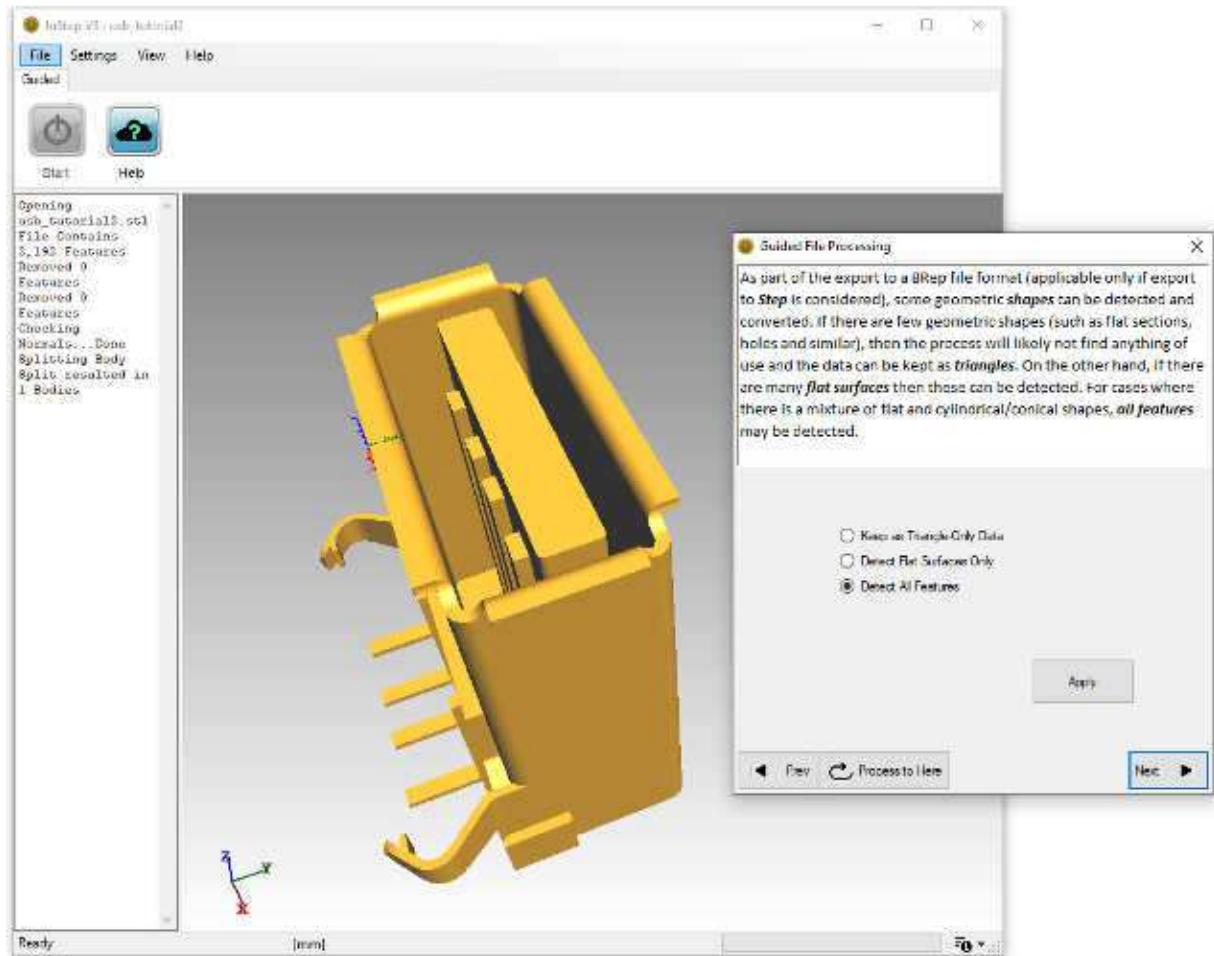 InStep V3 : usb_tutorial3
File Settings View Help
Guided
Start Help
Opening
usb_tutorial3.stl
File Contains
3,192 Features
Removed 0
Features
Removed 0
Features
Checking
Normals...Done
Splitting Body
Split resulted in
1 Bodies
Guided File Processing
As part of the export to a BRep file format (applicable only if export
to Step is considered), some geometric shapes can be detected and
converted. If there are few geometric shapes (such as flat sections,
holes and similar), then the process will likely not find anything of
use and the data can be kept as triangles. On the other hand, if there
are many flat surfaces then these can be detected. For cases where
there is a mixture of flat and cylindrical/conical shapes, all features
may be detected.
Keep as Triangle-Only Data
Detect Flat Surfaces Only
Detect All Features
Apply
Prev Process to Here Next
Z
Y
X
Ready [mm]